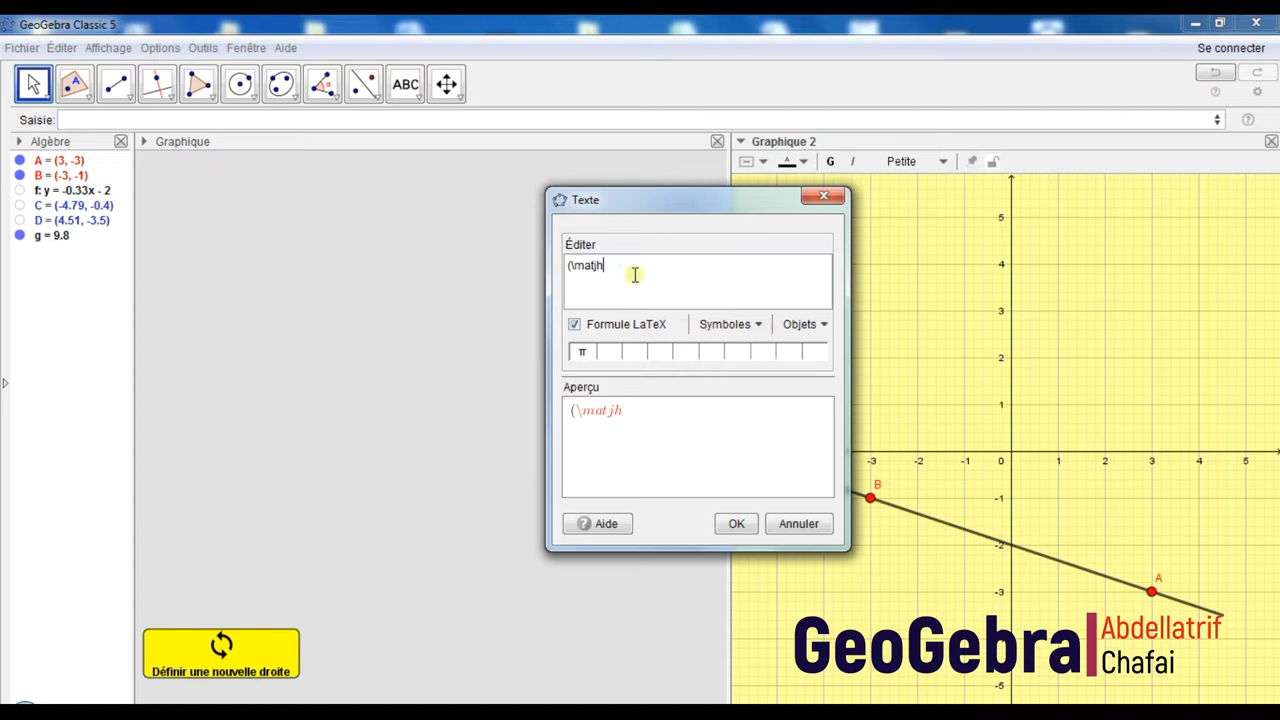 GeoGebra Classic 5
Fichier Éditer Affichage Options Outils Fenêtre Aide
Se connecter
A
α
ABC
Saisie:
Algèbre
Graphique
Graphique 2
A = (3, -3)
B = (-3, -1)
f: y = -0.33x - 2
C = (-4.79, -0.4)
D = (4.51, -3.5)
g = 9.8
A
G
I
Petite
Texte
Éditer
(\matjh
Formule LaTeX
Symboles
Objets
π
Aperçu
(\matjh
Aide
OK
Annuler
5
4
3
2
1
-3 -2 -1 0 1 2 3 4 5
-1
-2
-3
-5
B
A
Définir une nouvelle droite
GeoGebra
Abdellatrif
Chafai